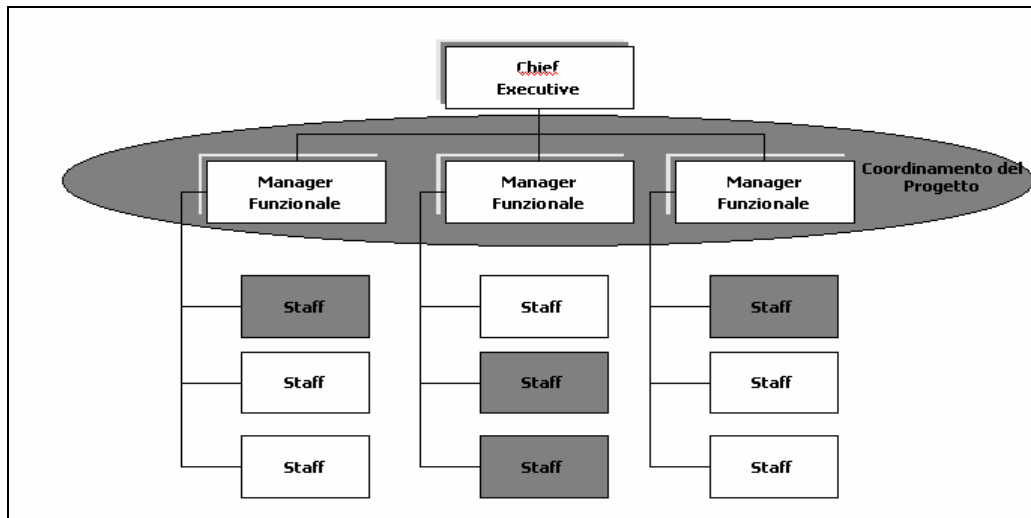 Chief
Executive
Manager
Funzionale
Manager
Funzionale
Manager
Funzionale
Coordinamento del
Progetto
Staff
Staff
Staff
Staff
Staff
Staff
Staff
Staff
Staff